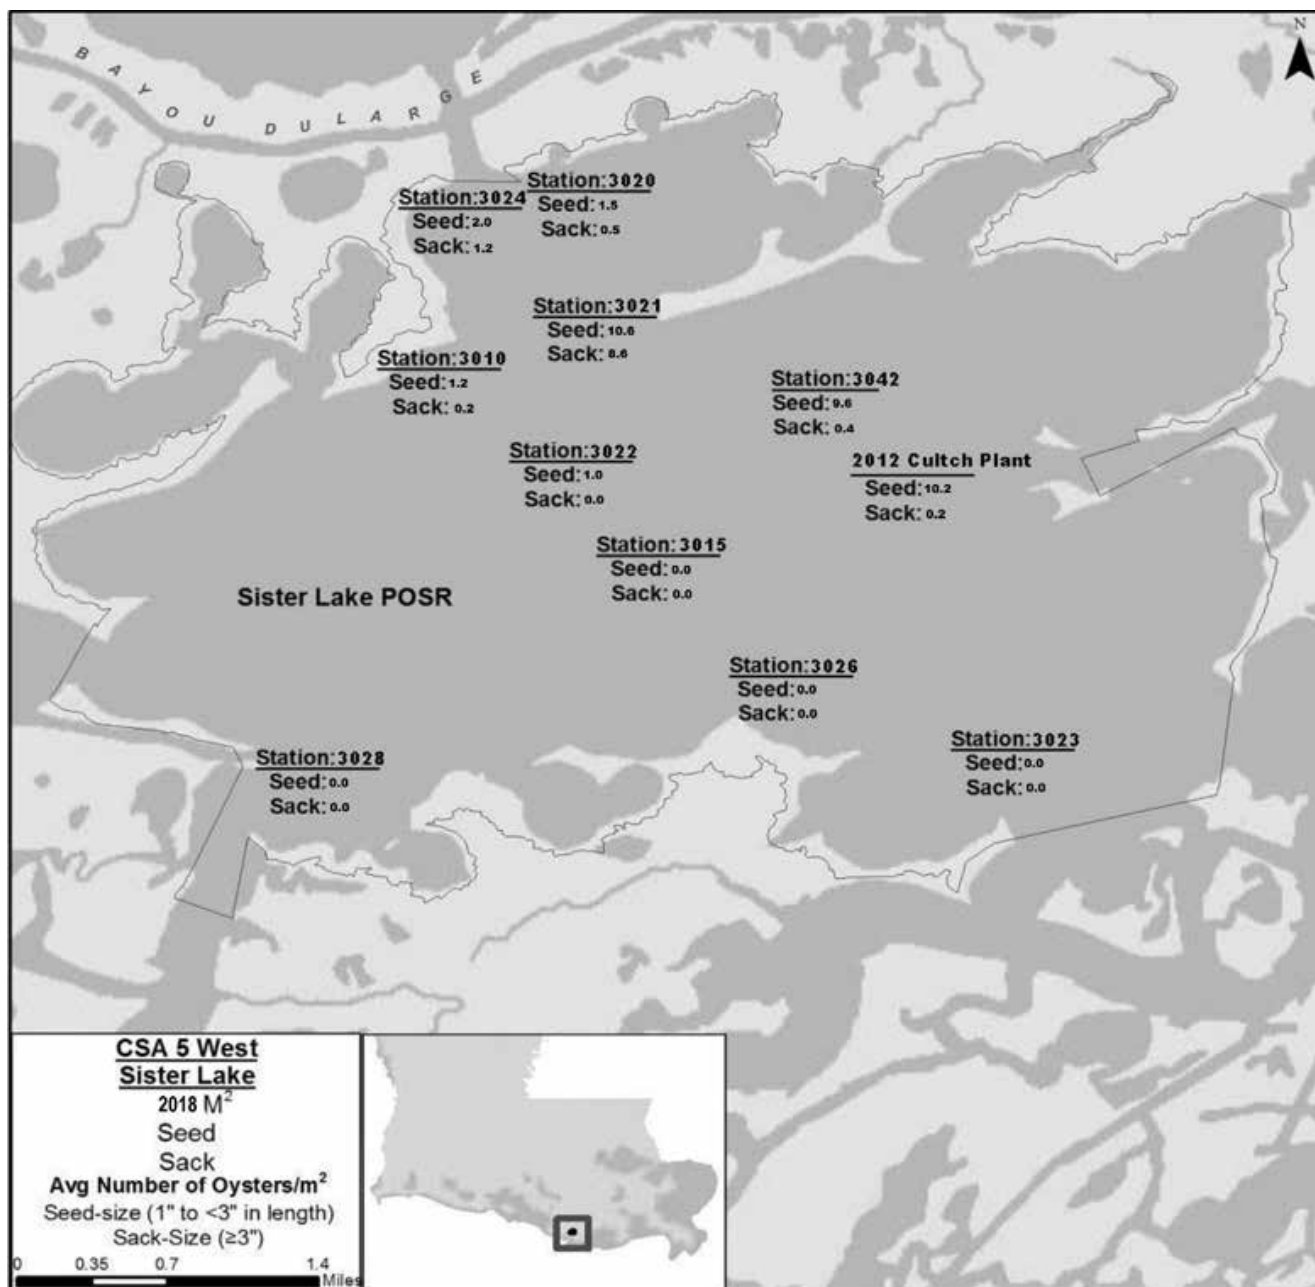 N
BAYOU DULARGE
Station:3020
Seed:1.5
Sack:0.5
Station:3024
Seed:2.0
Sack:1.2
Station:3021
Seed:10.6
Sack:8.6
Station:3010
Seed:1.2
Sack:0.2
Station:3042
Seed:9.6
Sack:0.4
Station:3022
Seed:1.0
Sack:0.0
2012 Cultch Plant
Seed:10.2
Sack:0.2
Station:3015
Seed:0.0
Sack:0.0
Sister Lake POSR
Station:3026
Seed:0.0
Sack:0.0
Station:3023
Seed:0.0
Sack:0.0
Station:3028
Seed:0.0
Sack:0.0
CSA 5 West
Sister Lake
2018 M²
Seed
Sack
Avg Number of Oysters/m²
Seed-size (1" to <3" in length)
Sack-Size (≥3")
0 0.35 0.7 1.4
Miles